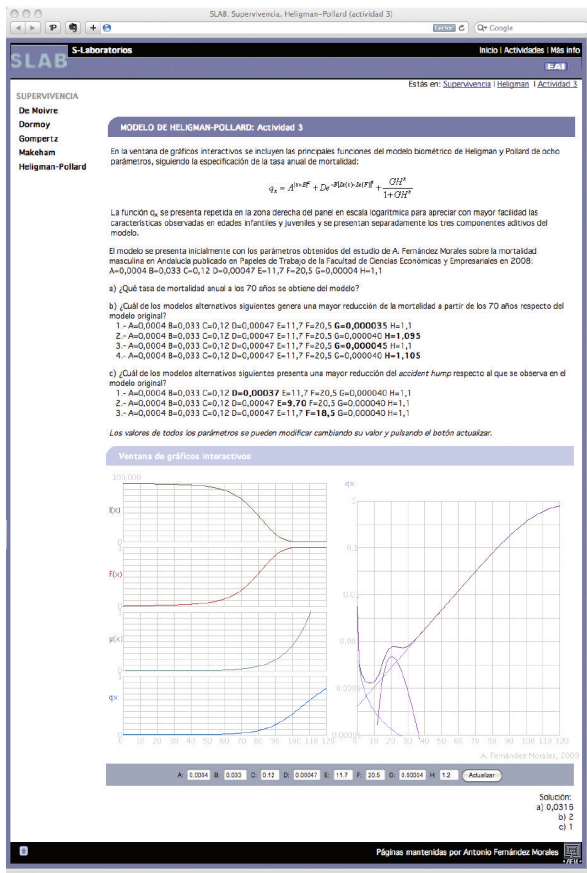 SLAB: Supervivencia. Heligman-Pollard (actividad 3)
Lector
Google
S-Laboratorios
Inicio | Actividades | Más info
SLAB
EAI
Estás en: Supervivencia | Heligman | Actividad 3
SUPERVIVENCIA
De Moivre
Dormoy
Gompertz
Makeham
Heligman-Pollard
MODELO DE HELIGMAN-POLLARD: Actividad 3
En la ventana de gráficos interactivos se incluyen las principales funciones del modelo biométrico de Heligman y Pollard de ocho
parámetros, siguiendo la especificación de la tasa anual de mortalidad:
La función qx se presenta repetida en la zona derecha del panel en escala logarítmica para apreciar con mayor facilidad las
características observadas en edades infantiles y juveniles y se presentan separadamente los tres componentes aditivos del
modelo.
El modelo se presenta inicialmente con los parámetros obtenidos del estudio de A. Fernández Morales sobre la mortalidad
masculina en Andalucía publicado en Papeles de Trabajo de la Facultad de Ciencias Económicas y Empresariales en 2008:
A=0,0004 B=0,033 C=0,12 D=0,00047 E=11,7 F=20,5 G=0,00004 H=1,1
a) ¿Qué tasa de mortalidad anual a los 70 años se obtiene del modelo?
b) ¿Cuál de los modelos alternativos siguientes genera una mayor reducción de la mortalidad a partir de los 70 años respecto del
modelo original?
1.- A=0,0004 B=0,033 C=0,12 D=0,00047 E=11,7 F=20,5 G=0,000035 H=1,1
2.- A=0,0004 B=0,033 C=0,12 D=0,00047 E=11,7 F=20,5 G=0,000040 H=1,095
3.- A=0,0004 B=0,033 C=0,12 D=0,00047 E=11,7 F=20,5 G=0,000045 H=1,1
4.- A=0,0004 B=0,033 C=0,12 D=0,00047 E=11,7 F=20,5 G=0,000040 H=1,105
c) ¿Cuál de los modelos alternativos siguientes presenta una mayor reducción del accident hump respecto al que se observa en el
modelo original?
1.- A=0,0004 B=0,033 C=0,12 D=0,00037 E=11,7 F=20,5 G=0,000040 H=1,1
2.- A=0,0004 B=0,033 C=0,12 D=0,00047 E=9,70 F=20,5 G=0,000040 H=1,1
3.- A=0,0004 B=0,033 C=0,12 D=0,00047 E=11,7 F=18,5 G=0,000040 H=1,1
Los valores de todos los parámetros se pueden modificar cambiando su valor y pulsando el botón actualizar.
Ventana de gráficos interactivos
100.000
l(x)
0
1
F(x)
0
μ(x)
0
1
qx
0
0 10 20 30 40 50 60 70 80 90 100 110 120
qx
1
0.1
0.01
0 10 20 30 40 50 60 70 80 90 100 110 120
A. Fernández Morales, 2009
A: 0.0004 B: 0.033 C: 0.12 D: 0.00047 E: 11.7 F: 20.5 G: 0.00004 H: 1.2 Actualizar
Solución:
a) 0,0316
b) 2
c) 1
Páginas mantenidas por Antonio Fernández Morales